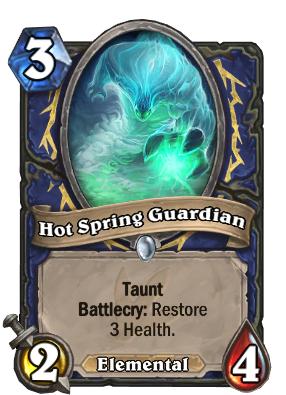 3
Hot Spring Guardian
Taunt
Battlecry: Restore
3 Health.
2
Elemental
4